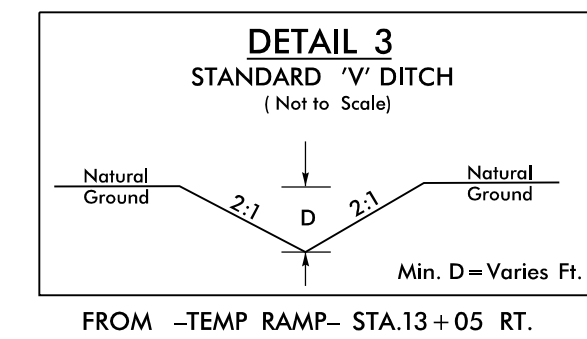 DETAIL 3
STANDARD 'V' DITCH
( Not to Scale)
Natural
Ground
2:1
D
2:1
Natural
Ground
Min. D = Varies Ft.
FROM –TEMP RAMP– STA.13 + 05 RT.